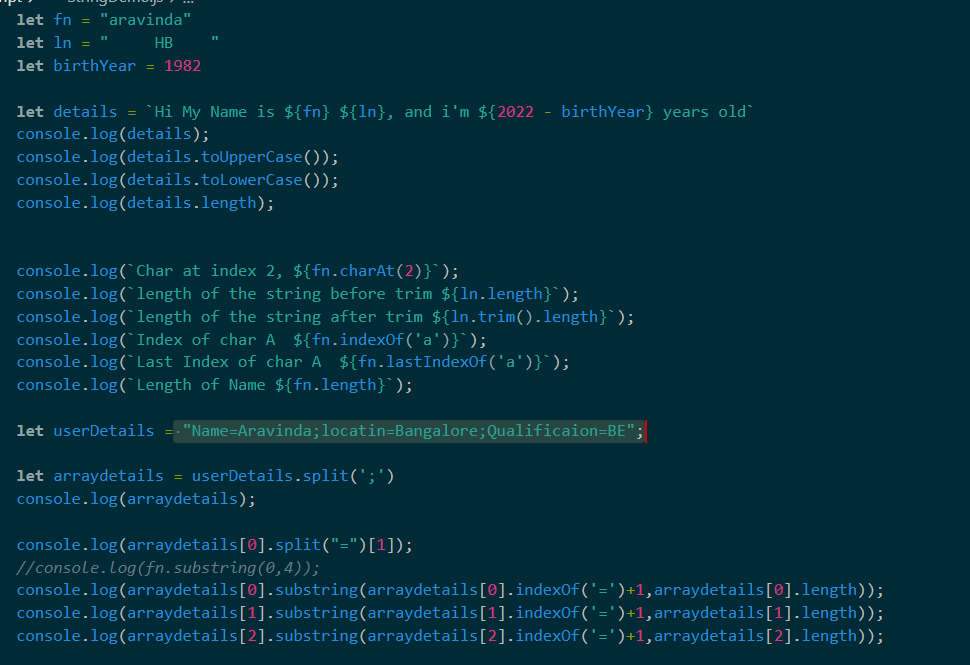 let fn = "aravinda"
let ln = "     HB    "
let birthYear = 1982
let details = `Hi My Name is ${fn} ${ln}, and i'm ${2022 - birthYear} years old`
console.log(details);
console.log(details.toUpperCase());
console.log(details.toLowerCase());
console.log(details.length);
console.log(`Char at index 2, ${fn.charAt(2)}`);
console.log(`length of the string before trim ${ln.length}`);
console.log(`length of the string after trim ${ln.trim().length}`);
console.log(`Index of char A  ${fn.indexOf('a')}`);
console.log(`Last Index of char A  ${fn.lastIndexOf('a')}`);
console.log(`Length of Name ${fn.length}`);
let userDetails = "Name=Aravinda;locatin=Bangalore;Qualificaion=BE";
let arraydetails = userDetails.split(';')
console.log(arraydetails);
console.log(arraydetails[0].split("=")[1]);
//console.log(fn.substring(0,4));
console.log(arraydetails[0].substring(arraydetails[0].indexOf('=')+1,arraydetails[0].length));
console.log(arraydetails[1].substring(arraydetails[1].indexOf('=')+1,arraydetails[1].length));
console.log(arraydetails[2].substring(arraydetails[2].indexOf('=')+1,arraydetails[2].length));